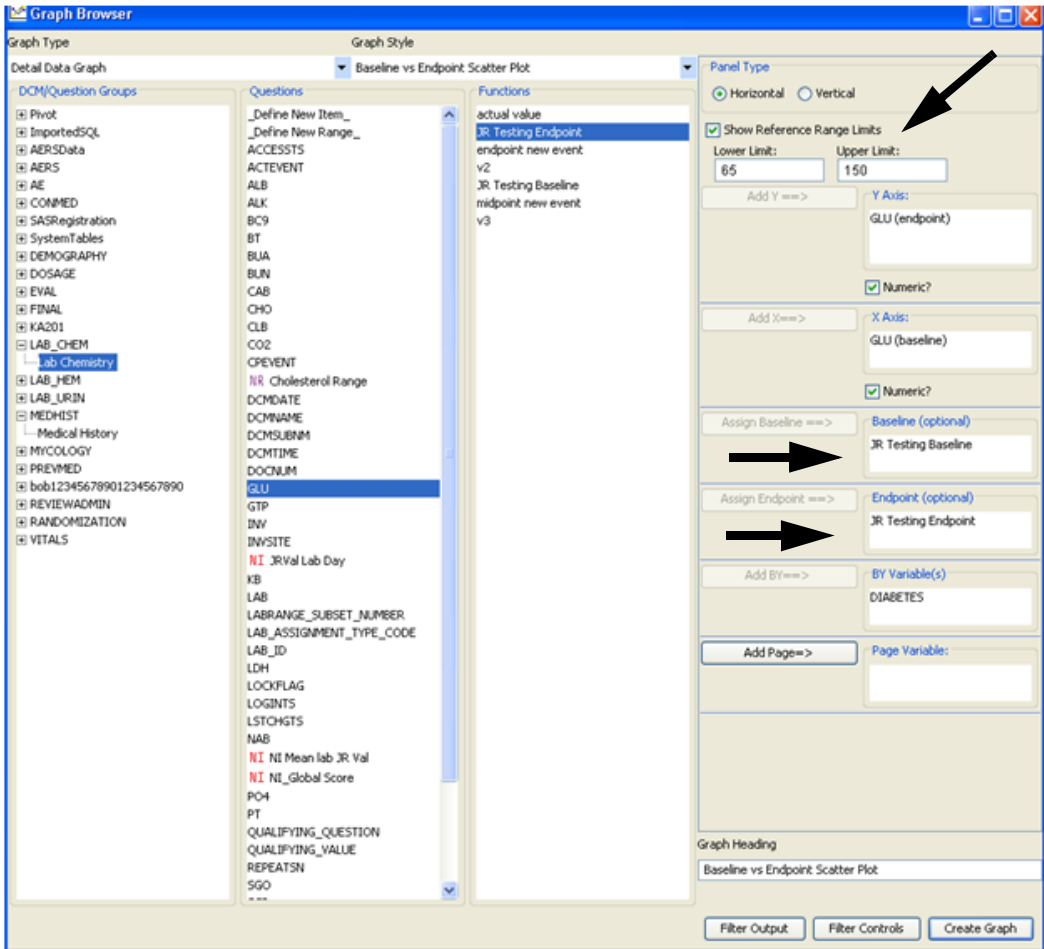 Graph Browser
Graph Type
Graph Style
Detail Data Graph
Baseline vs Endpoint Scatter Plot
DCM/Question Groups
Pivot
ImportedSQL
AERSData
AERS
AE
CONMED
SASRegistration
SystemTables
DEMOGRAPHY
DOSAGE
EVAL
FINAL
KA201
LAB_CHEM
Lab Chemistry
LAB_HEM
LAB_URIN
MEDHIST
Medical History
MYCOLOGY
PREVMED
bob12345678901234567890
REVIEWADMIN
RANDOMIZATION
VITALS
Questions
_Define New Item_
_Define New Range_
ACCESSTS
ACTEVENT
ALB
ALK
BC9
BT
BUA
BUN
CAB
CHO
CLB
CO2
CPEVENT
NR Cholesterol Range
DCMDATE
DCMNAME
DCMSUBNM
DCMTIME
DOCNUM
GLU
GTP
INV
INVSITE
NI JRVal Lab Day
KB
LAB
LABRANGE_SUBSET_NUMBER
LAB_ASSIGNMENT_TYPE_CODE
LAB_ID
LDH
LOCKFLAG
LOGINTS
LSTCHGTS
NAB
NI NI Mean lab JR Val
NI NI_Global Score
PO4
PT
QUALIFYING_QUESTION
QUALIFYING_VALUE
REPEATSN
SGO
Functions
actual value
JR Testing Endpoint
endpoint new event
v2
JR Testing Baseline
midpoint new event
v3
Panel Type
Horizontal Vertical
Show Reference Range Limits
Lower Limit: Upper Limit:
65 150
Add Y ==>
Y Axis:
GLU (endpoint)
Numeric?
Add X==>
X Axis:
GLU (baseline)
Numeric?
Assign Baseline ==>
Baseline (optional)
JR Testing Baseline
Assign Endpoint ==>
Endpoint (optional)
JR Testing Endpoint
Add BY==>
BY Variable(s)
DIABETES
Add Page=>
Page Variable:
Graph Heading
Baseline vs Endpoint Scatter Plot
Filter Output
Filter Controls
Create Graph